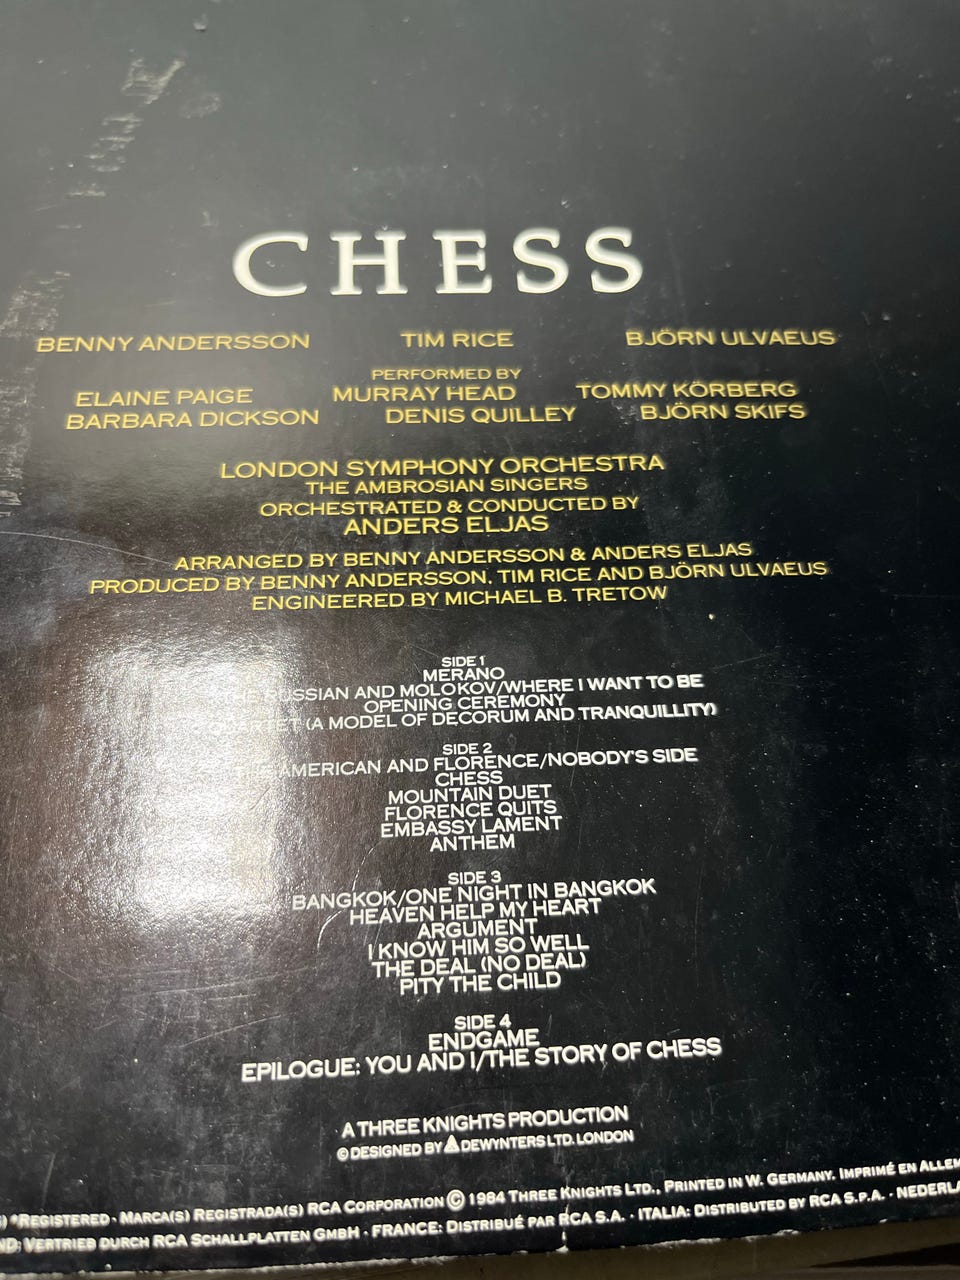 CHESS
BENNY ANDERSSON TIM RICE BJÖRN ULVAEUS
PERFORMED BY
ELAINE PAIGE MURRAY HEAD TOMMY KÖRBERG
BARBARA DICKSON DENIS QUILLEY BJÖRN SKIFS
LONDON SYMPHONY ORCHESTRA
THE AMBROSIAN SINGERS
ORCHESTRATED & CONDUCTED BY
ANDERS ELJAS
ARRANGED BY BENNY ANDERSSON & ANDERS ELJAS
PRODUCED BY BENNY ANDERSSON, TIM RICE AND BJÖRN ULVAEUS
ENGINEERED BY MICHAEL B. TRETOW
SIDE 1
MERANO
THE RUSSIAN AND MOLOKOV/WHERE I WANT TO BE
OPENING CEREMONY
QUARTET (A MODEL OF DECORUM AND TRANQUILLITY)
SIDE 2
THE AMERICAN AND FLORENCE/NOBODY'S SIDE
CHESS
MOUNTAIN DUET
FLORENCE QUITS
EMBASSY LAMENT
ANTHEM
SIDE 3
BANGKOK/ONE NIGHT IN BANGKOK
HEAVEN HELP MY HEART
ARGUMENT
I KNOW HIM SO WELL
THE DEAL (NO DEAL)
PITY THE CHILD
SIDE 4
ENDGAME
EPILOGUE: YOU AND I/THE STORY OF CHESS
A THREE KNIGHTS PRODUCTION
© DESIGNED BY DEWYNTERS LTD. LONDON
REGISTERED · MARCA(S) REGISTRADA(S) RCA CORPORATION © 1984 THREE KNIGHTS LTD., PRINTED IN W. GERMANY. IMPRIMÉ EN ALLEM
ND: VERTRIEB DURCH RCA SCHALLPLATTEN GMBH · FRANCE: DISTRIBUÉ PAR RCA S.A. · ITALIA: DISTRIBUTED BY RCA S.P.A. · NEDERLA